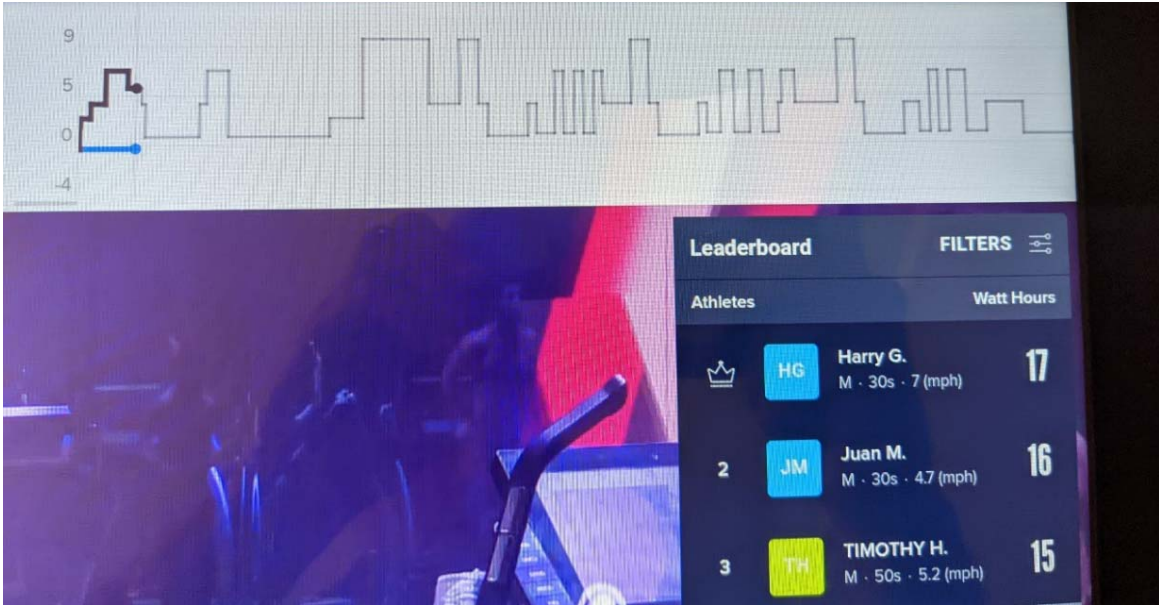 9
5
0
-4
Leaderboard FILTERS
Athletes Watt Hours
HG Harry G. 17
M · 30s · 7 (mph)
2 JM Juan M. 16
M · 30s · 4.7 (mph)
3 TH TIMOTHY H. 15
M · 50s · 5.2 (mph)